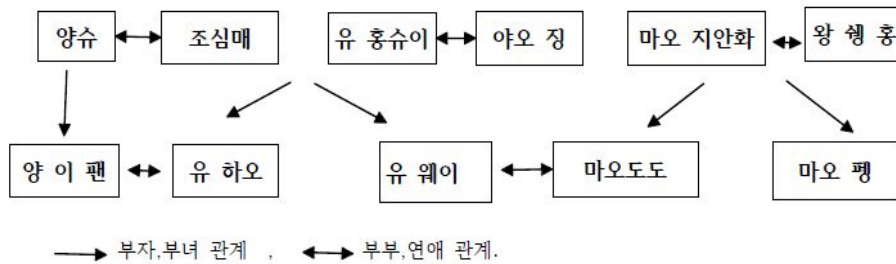 양슈 조심매 유 홍슈이 야오 징 마오 지안화 왕 쉥 홍
양 이 팬 유 하오 유 웨이 마오도도 마오 펭
부자,부녀 관계 , 부부,연애 관계.